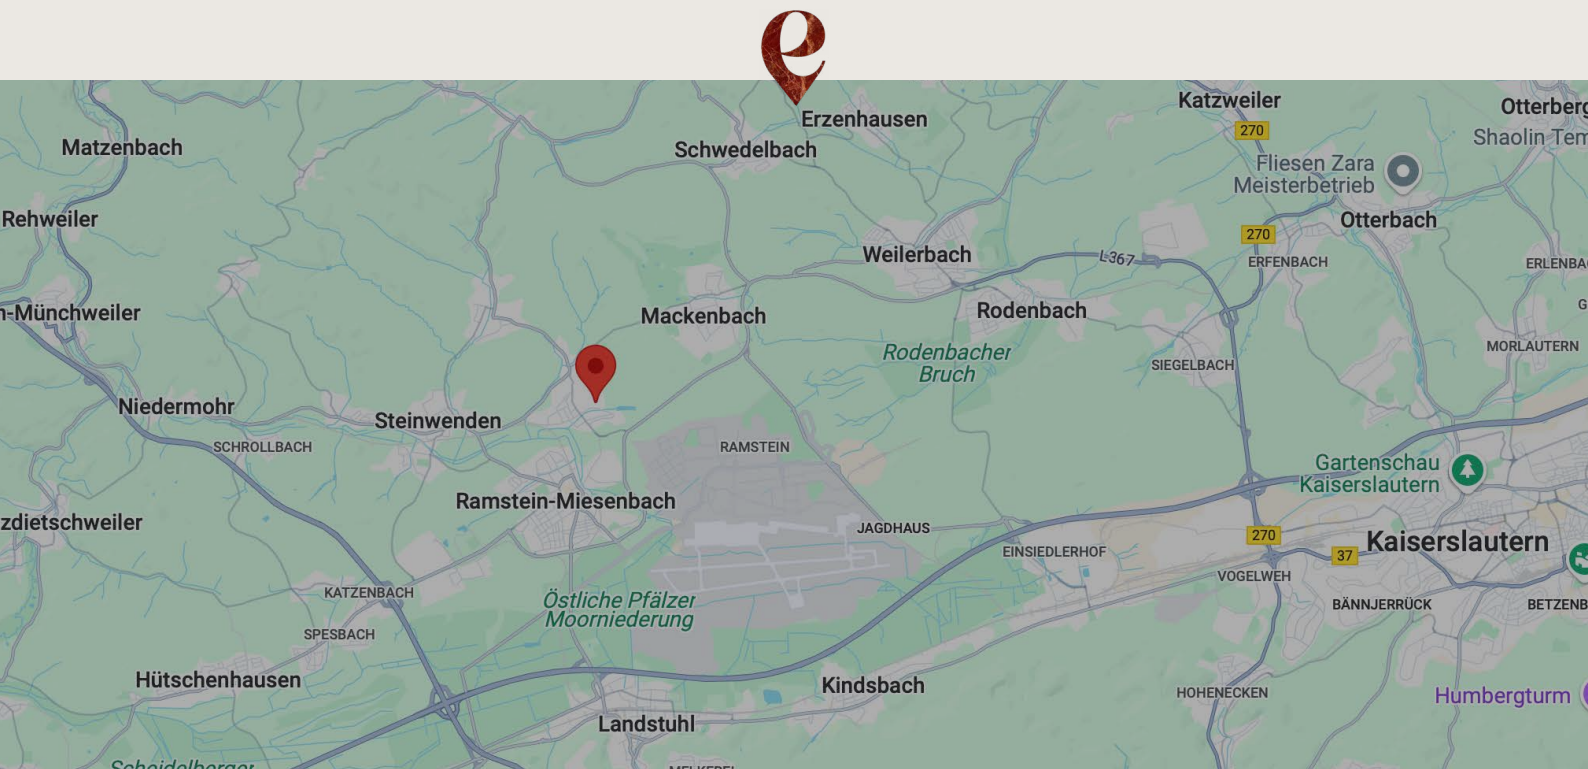 e
Erzenhausen
Katzweiler
Otterberg
270
Shaolin Tem
Matzenbach
Schwedelbach
Fliesen Zara
Meisterbetrieb
Rehweiler
Otterbach
270
Weilerbach
L367
ERFENBACH
ERLENBA
n-Münchweiler
Mackenbach
Rodenbach
G
MORLAUTERN
Rodenbacher
Bruch
SIEGELBACH
Niedermohr
Steinwenden
SCHROLLBACH
RAMSTEIN
Gartenschau
Kaiserslautern
Ramstein-Miesenbach
zdietschweiler
JAGDHAUS
270
Kaiserslautern
EINSIEDLERHOF
37
VOGELWEH
KATZENBACH
Östliche Pfälzer
Moorniederung
BÄNNJERRÜCK
BETZENB
SPESBACH
Hütschenhausen
Kindsbach
HOHENECKEN
Humbergturm
Landstuhl
Scheidelberger
MELKEREI